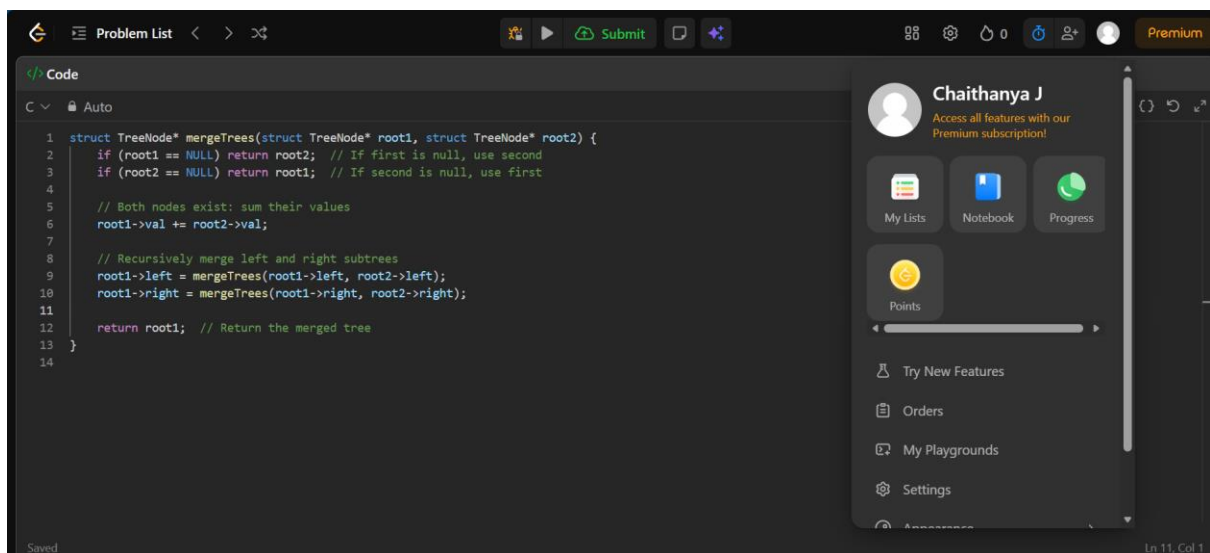 Problem List
Submit
0
Premium
</> Code
C
Auto
1 struct TreeNode* mergeTrees(struct TreeNode* root1, struct TreeNode* root2) {
2 if (root1 == NULL) return root2; // If first is null, use second
3 if (root2 == NULL) return root1; // If second is null, use first
4
5 // Both nodes exist: sum their values
6 root1->val += root2->val;
7
8 // Recursively merge left and right subtrees
9 root1->left = mergeTrees(root1->left, root2->left);
10 root1->right = mergeTrees(root1->right, root2->right);
11
12 return root1; // Return the merged tree
13 }
14
Saved
Chaithanya J
Access all features with our
Premium subscription!
My Lists
Notebook
Progress
Points
Try New Features
Orders
My Playgrounds
Settings
Appearance
{}
Ln 11, Col 1